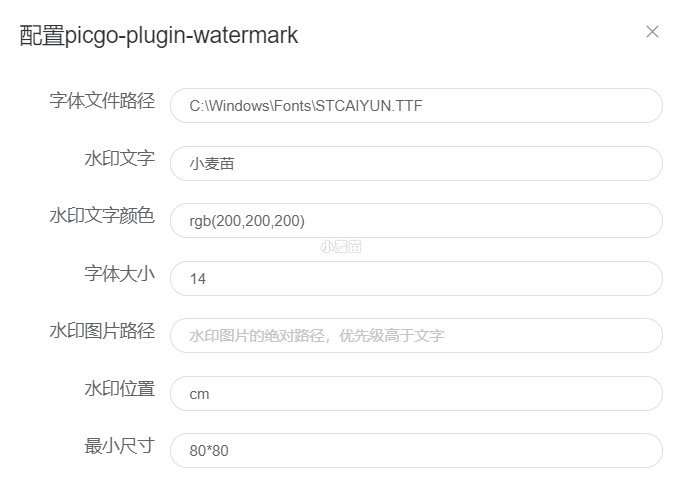 配置picgo-plugin-watermark
字体文件路径 C:\Windows\Fonts\STCAIYUN.TTF
水印文字 小麦苗
水印文字颜色 rgb(200,200,200)
小麦苗
字体大小 14
水印图片路径 水印图片的绝对路径，优先级高于文字
水印位置 cm
最小尺寸 80*80